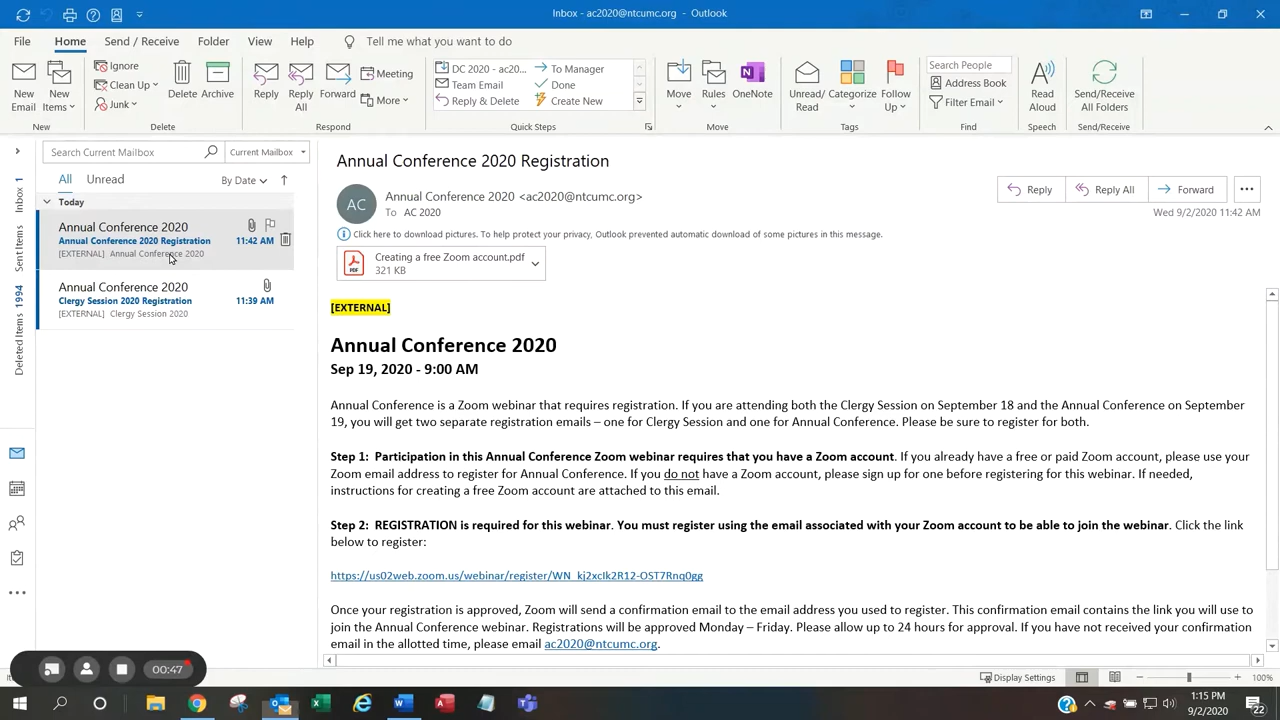 Inbox - ac2020@ntcumc.org - Outlook
File Home Send / Receive Folder View Help Tell me what you want to do
New Email
New Items
Ignore
Clean Up
Junk
Delete
Archive
Reply
Reply All
Forward
Meeting
More
DC 2020 - ac20...
Team Email
Reply & Delete
To Manager
Done
Create New
Move
Rules
OneNote
Unread/ Read
Categorize
Follow Up
Search People
Address Book
Filter Email
Read Aloud
Send/Receive All Folders
New Delete Respond Quick Steps Move Tags Find Speech Send/Receive
Search Current Mailbox Current Mailbox
All Unread By Date
Today
Annual Conference 2020
Annual Conference 2020 Registration 11:42 AM
[EXTERNAL] Annual Conference 2020
Annual Conference 2020
Clergy Session 2020 Registration 11:39 AM
[EXTERNAL] Clergy Session 2020
Inbox 1
Sent Items
Deleted Items 1994
Annual Conference 2020 Registration
AC
Annual Conference 2020 <ac2020@ntcumc.org>
To AC 2020
Reply Reply All Forward
Wed 9/2/2020 11:42 AM
Click here to download pictures. To help protect your privacy, Outlook prevented automatic download of some pictures in this message.
PDF
Creating a free Zoom account.pdf
321 KB
[EXTERNAL]
Annual Conference 2020
Sep 19, 2020 - 9:00 AM
Annual Conference is a Zoom webinar that requires registration. If you are attending both the Clergy Session on September 18 and the Annual Conference on September
19, you will get two separate registration emails – one for Clergy Session and one for Annual Conference. Please be sure to register for both.
Step 1: Participation in this Annual Conference Zoom webinar requires that you have a Zoom account. If you already have a free or paid Zoom account, please use your
Zoom email address to register for Annual Conference. If you do not have a Zoom account, please sign up for one before registering for this webinar. If needed,
instructions for creating a free Zoom account are attached to this email.
Step 2: REGISTRATION is required for this webinar. You must register using the email associated with your Zoom account to be able to join the webinar. Click the link
below to register:
https://us02web.zoom.us/webinar/register/WN_kj2xcIk2R12-OST7Rnq0gg
Once your registration is approved, Zoom will send a confirmation email to the email address you used to register. This confirmation email contains the link you will use to
join the Annual Conference webinar. Registrations will be approved Monday – Friday. Please allow up to 24 hours for approval. If you have not received your confirmation
email in the allotted time, please email ac2020@ntcumc.org.
00:47
Display Settings 100%
1:15 PM
9/2/2020
22